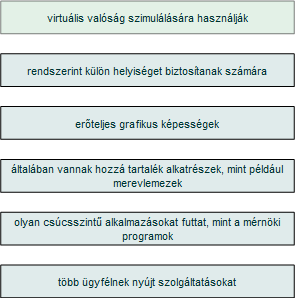 virtuális valóság szimulálására használják
rendszerint külön helyiséget biztosítanak számára
erőteljes grafikus képességek
általában vannak hozzá tartalék alkatrészek, mint például
merevlemezek
olyan csúcsszintű alkalmazásokat futtat, mint a mérnöki
programok
több ügyfélnek nyújt szolgáltatásokat